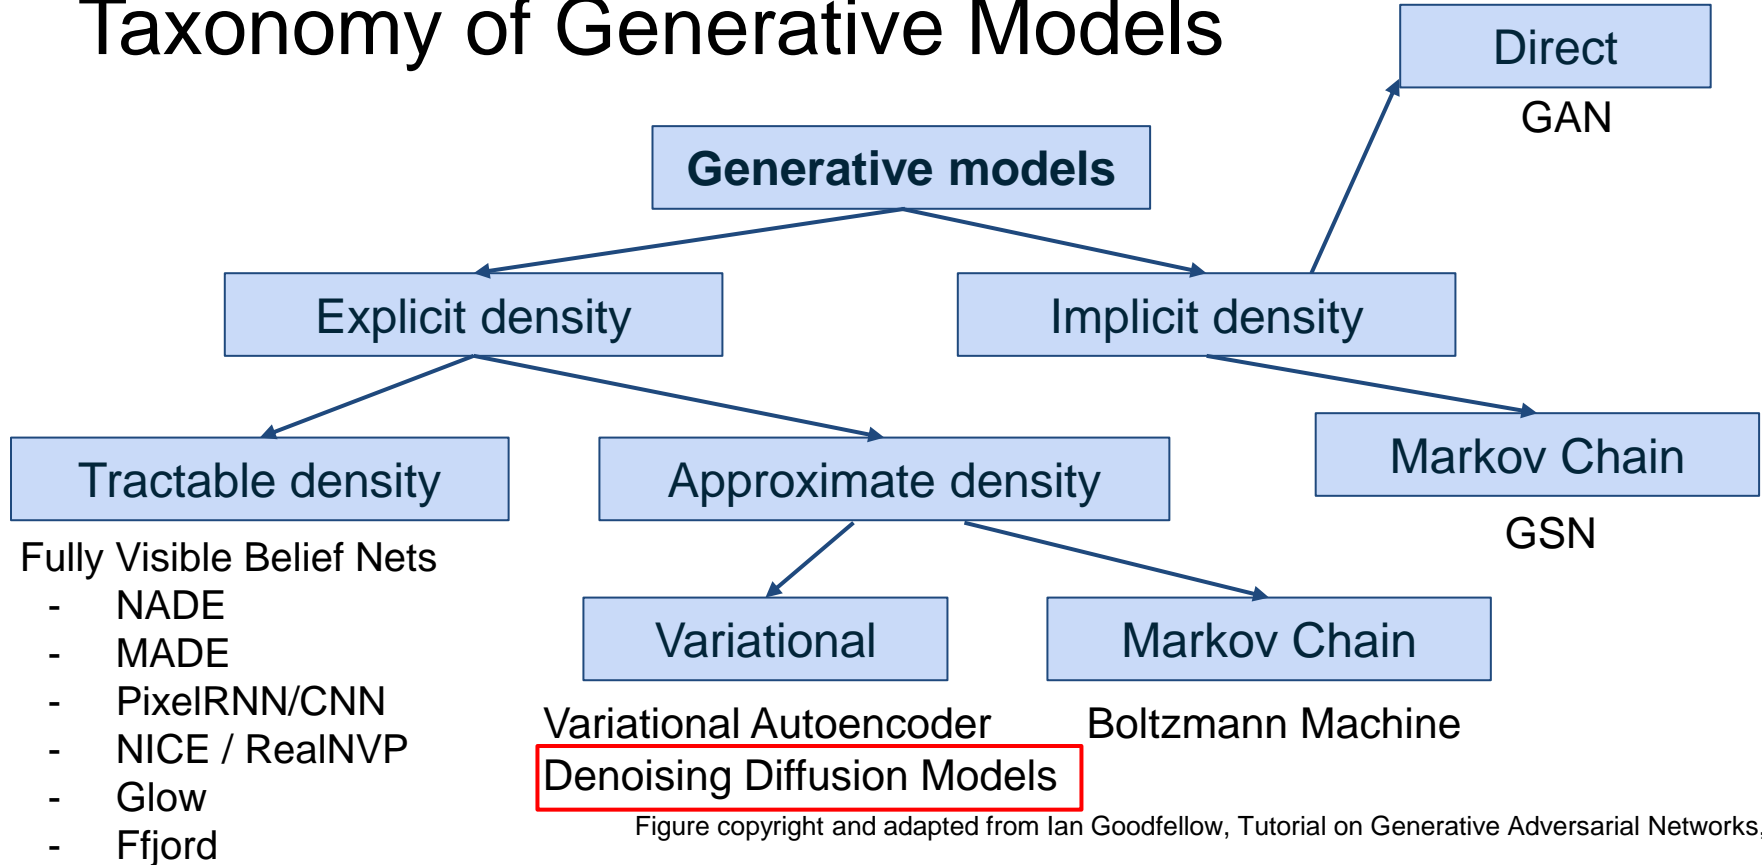 Taxonomy of Generative Models
Direct
GAN
Generative models
Explicit density
Implicit density
Tractable density
Approximate density
Markov Chain
GSN
Fully Visible Belief Nets
- NADE
- MADE
- PixelRNN/CNN
- NICE / RealNVP
- Glow
- Ffjord
Variational
Markov Chain
Variational Autoencoder
Denoising Diffusion Models
Boltzmann Machine
Figure copyright and adapted from Ian Goodfellow, Tutorial on Generative Adversarial Networks,